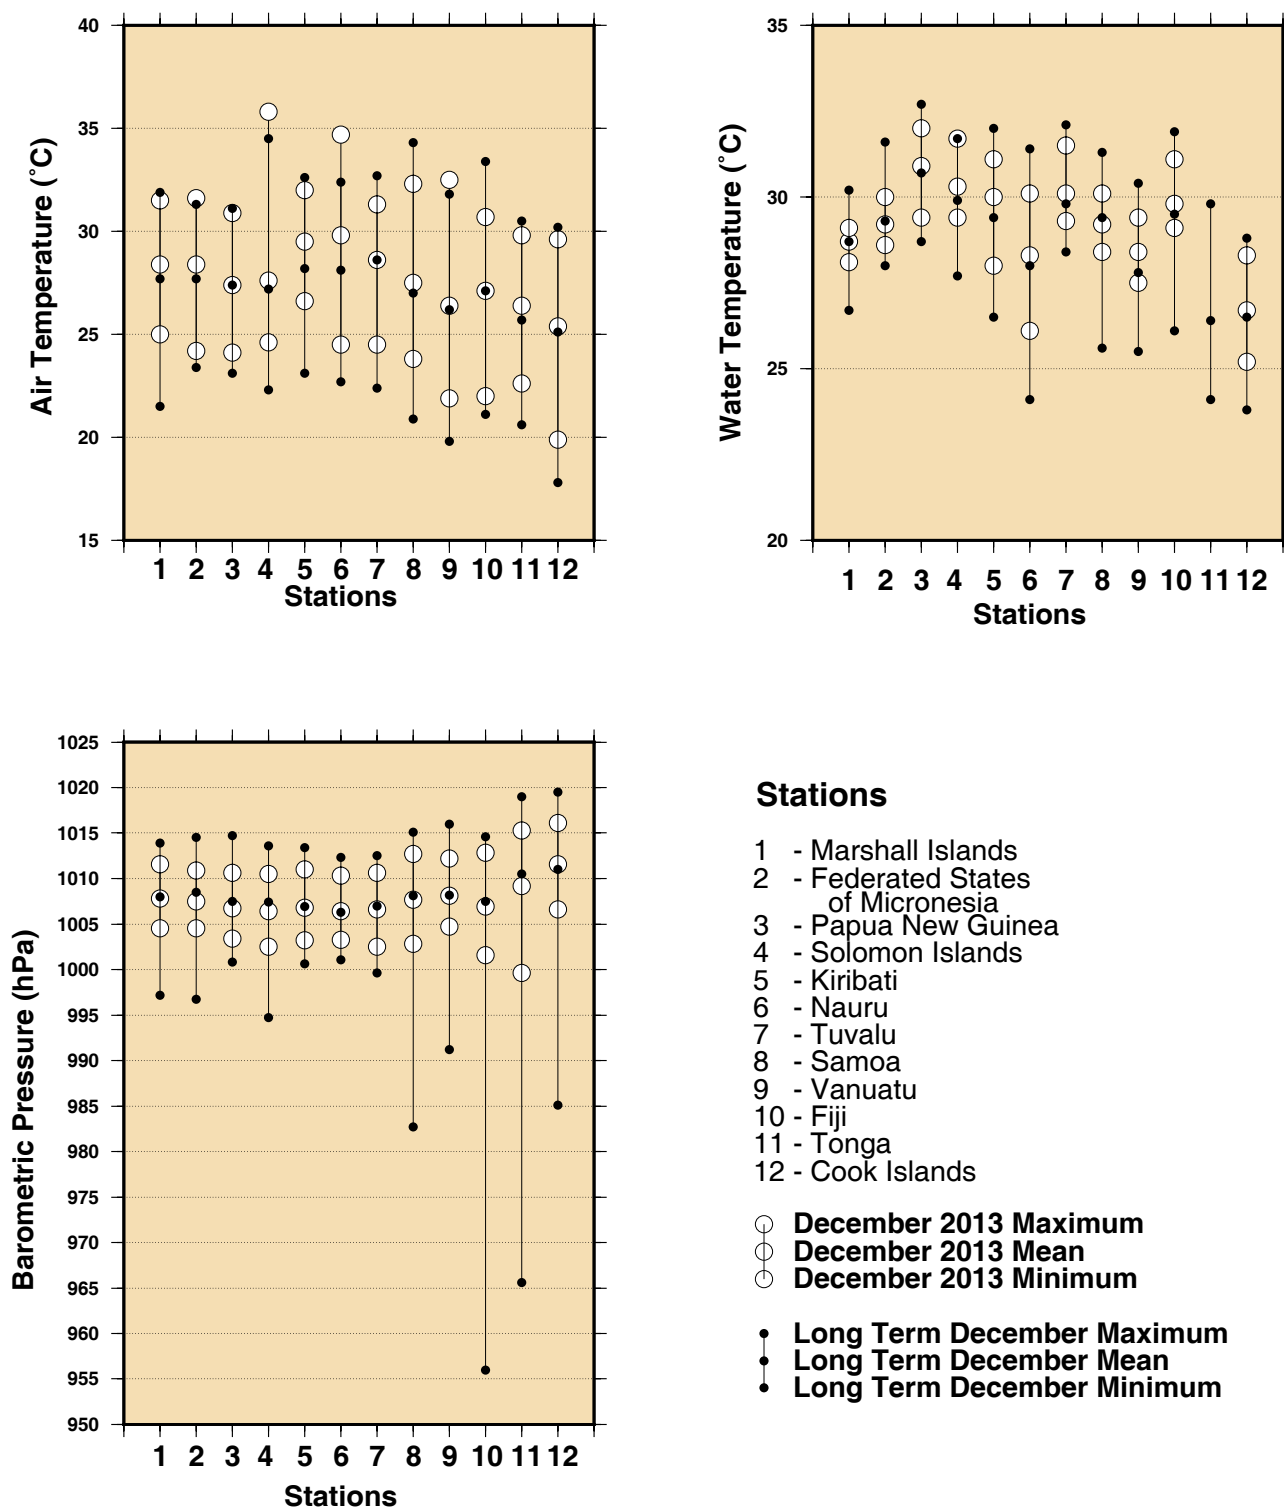 40
35
30
25
20
15
Air Temperature (˚C)
1 2 3 4 5 6 7 8 9 10 11 12
Stations
35
30
25
20
Water Temperature (˚C)
1 2 3 4 5 6 7 8 9 10 11 12
Stations
1025
1020
1015
1010
1005
1000
995
990
985
980
975
970
965
960
955
950
Barometric Pressure (hPa)
1 2 3 4 5 6 7 8 9 10 11 12
Stations
Stations
1 - Marshall Islands
2 - Federated States
of Micronesia
3 - Papua New Guinea
4 - Solomon Islands
5 - Kiribati
6 - Nauru
7 - Tuvalu
8 - Samoa
9 - Vanuatu
10 - Fiji
11 - Tonga
12 - Cook Islands
December 2013 Maximum
December 2013 Mean
December 2013 Minimum
Long Term December Maximum
Long Term December Mean
Long Term December Minimum